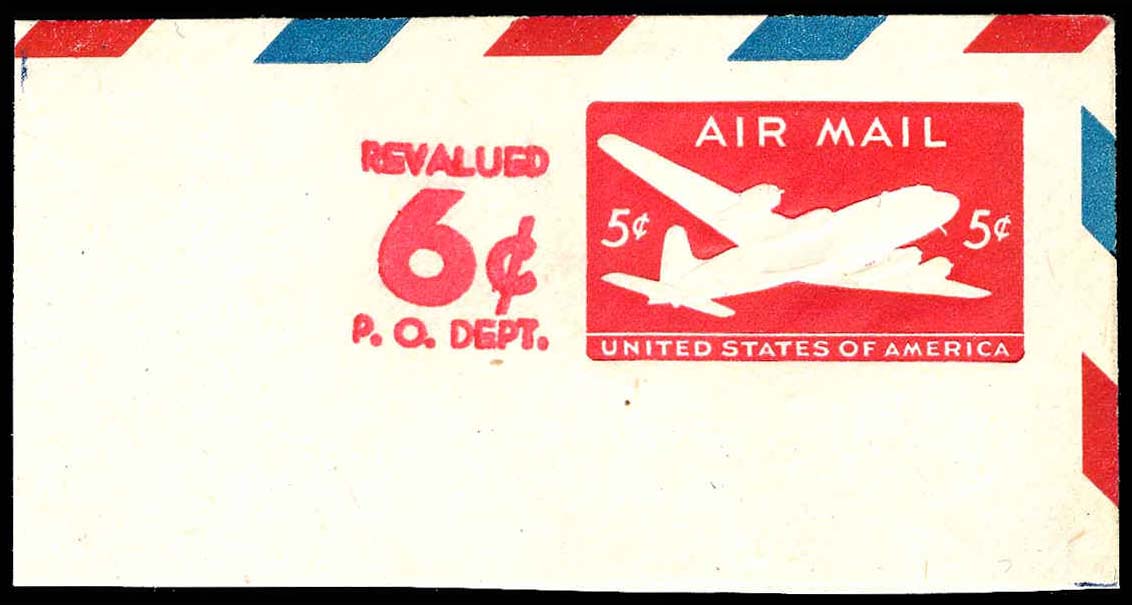 REVALUED
6¢
P. O. DEPT.
AIR MAIL
5¢ 5¢
UNITED STATES OF AMERICA